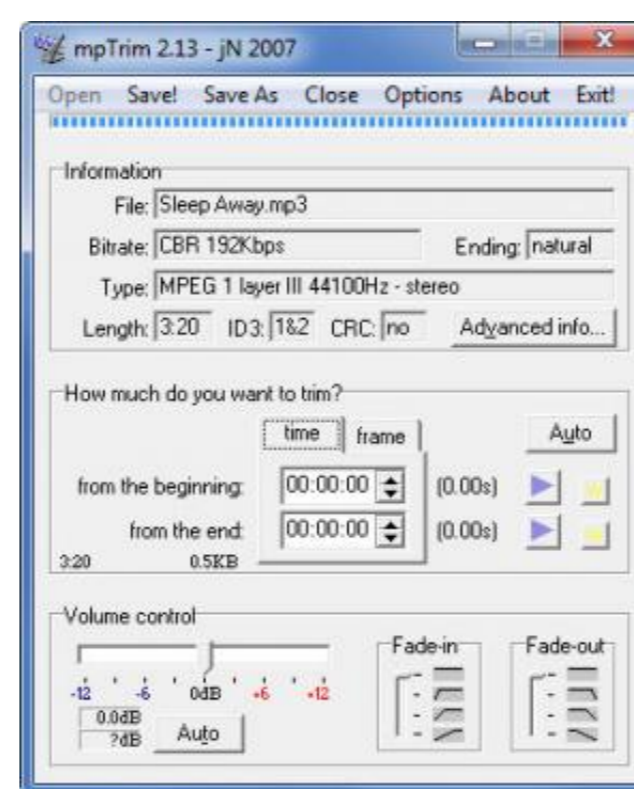 mpTrim 2.13 - jN 2007
Open Save! Save As Close Options About Exit!
Information
File: Sleep Away.mp3
Bitrate: CBR 192Kbps Ending: natural
Type: MPEG 1 layer III 44100Hz - stereo
Length: 3:20 ID3: 1&2 CRC: no Advanced info...
How much do you want to trim?
time frame Auto
from the beginning: 00:00:00 (0.00s)
from the end: 00:00:00 (0.00s)
3:20 0.5KB
Volume control Fade-in Fade-out
-12 -6 0dB +6 +12
0.0dB
?dB Auto